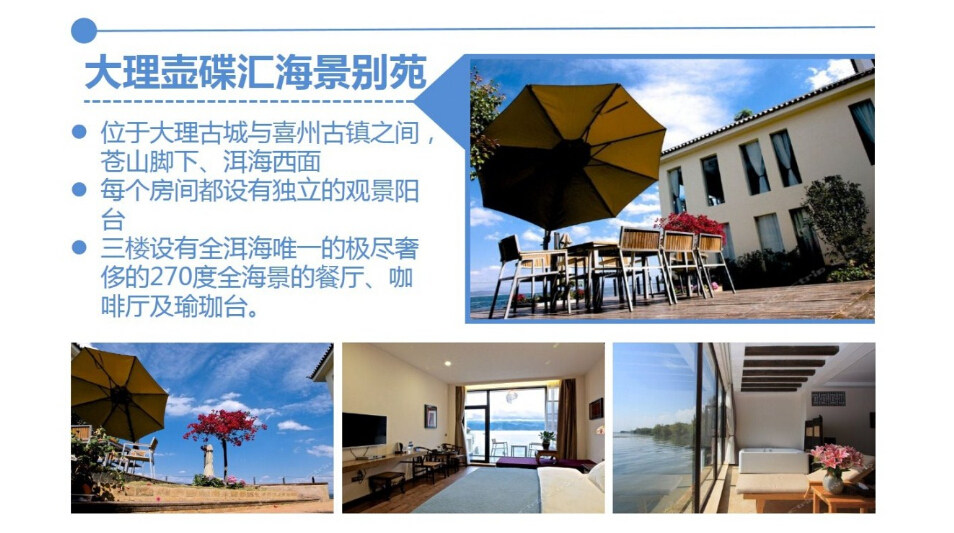 大理壶碟汇海景别苑
位于大理古城与喜州古镇之间，
苍山脚下、洱海西面
每个房间都设有独立的观景阳
台
三楼设有全洱海唯一的极尽奢
侈的270度全海景的餐厅、咖
啡厅及瑜珈台。